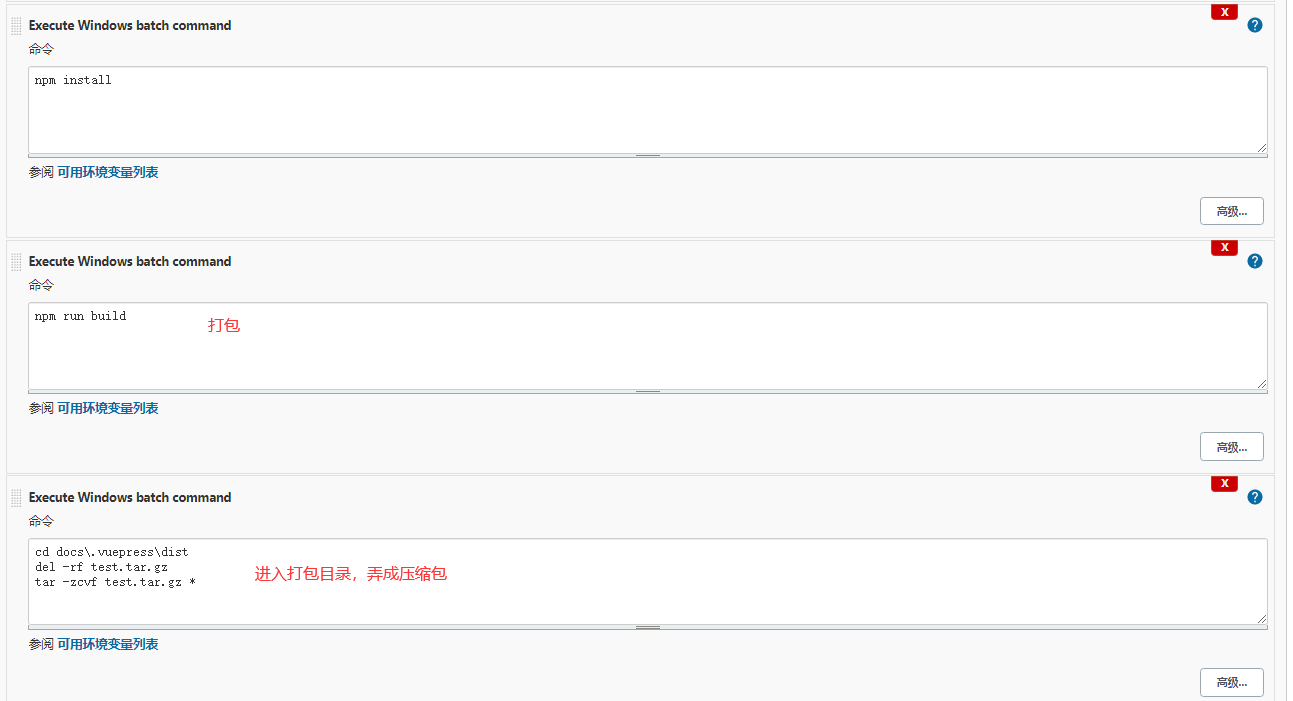 X
Execute Windows batch command
?
命令
npm install
参阅 可用环境变量列表
高级...
X
Execute Windows batch command
?
命令
npm run build
打包
参阅 可用环境变量列表
高级...
X
Execute Windows batch command
?
命令
cd docs\.vuepress\dist
del -rf test.tar.gz
tar -zcvf test.tar.gz *
进入打包目录，弄成压缩包
参阅 可用环境变量列表
高级...